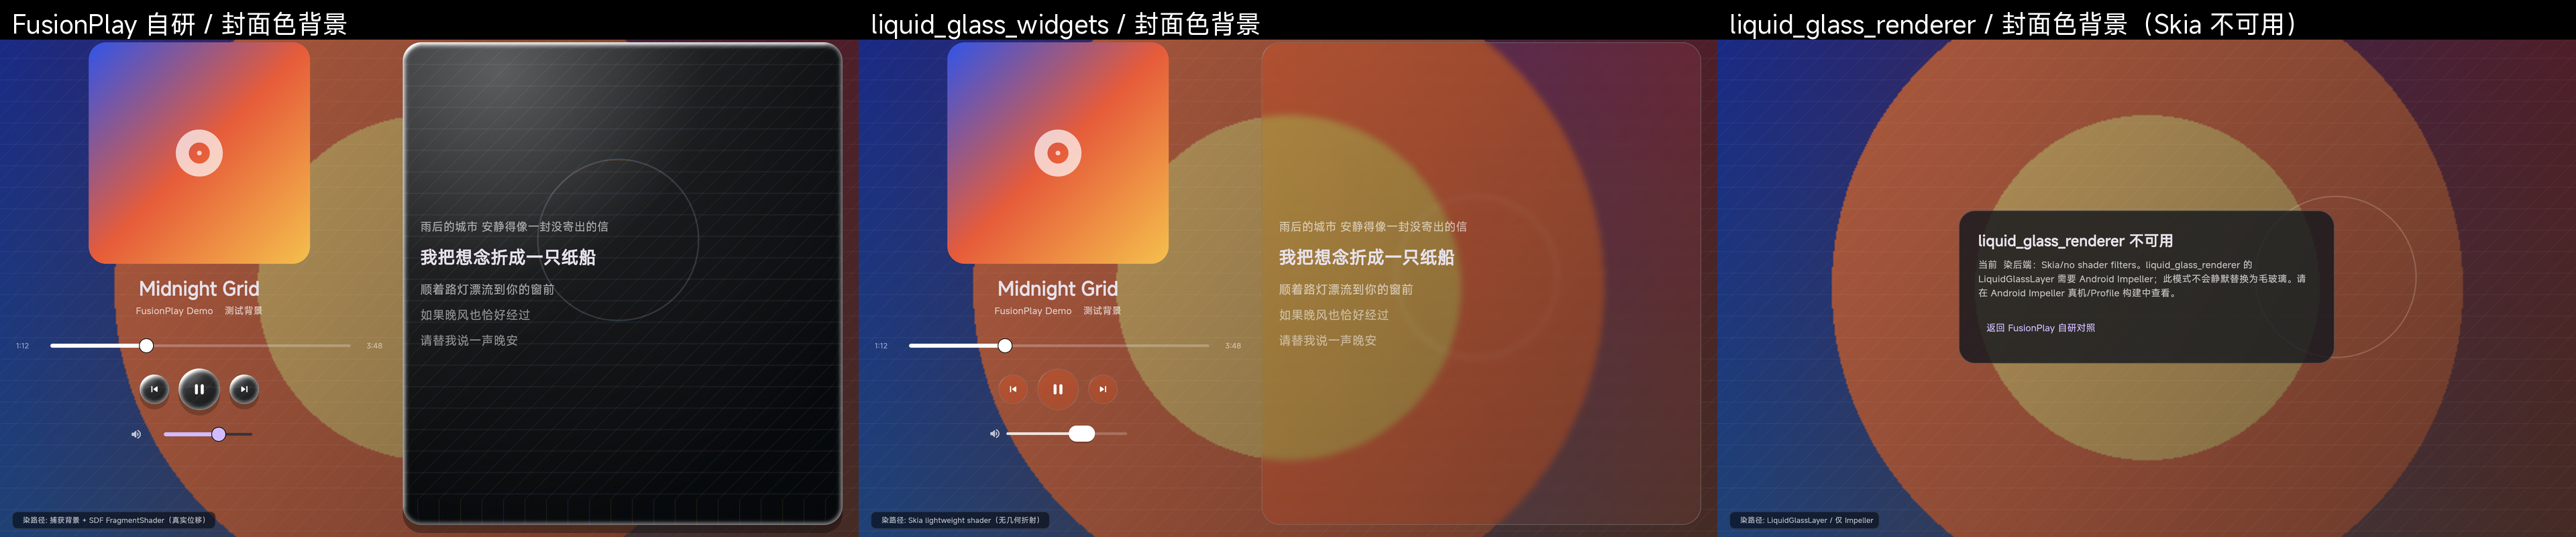 FusionPlay 自研 / 封面色背景
Midnight Grid
FusionPlay Demo 测试背景
1:12
3:48
雨后的城市 安静得像一封没寄出的信
我把想念折成一只纸船
顺着路灯漂流到你的窗前
如果晚风也恰好经过
请替我说一声晚安
染路径: 捕获背景 + SDF FragmentShader（真实位移）
liquid_glass_widgets / 封面色背景
Midnight Grid
FusionPlay Demo 测试背景
1:12
3:48
雨后的城市 安静得像一封没寄出的信
我把想念折成一只纸船
顺着路灯漂流到你的窗前
如果晚风也恰好经过
请替我说一声晚安
染路径: Skia lightweight shader（无几何折射）
liquid_glass_renderer / 封面色背景（Skia 不可用）
liquid_glass_renderer 不可用
当前 染后端：Skia/no shader filters。liquid_glass_renderer 的
LiquidGlassLayer 需要 Android Impeller；此模式不会静默替换为毛玻璃。请
在 Android Impeller 真机/Profile 构建中查看。
返回 FusionPlay 自研对照
染路径: LiquidGlassLayer / 仅 Impeller